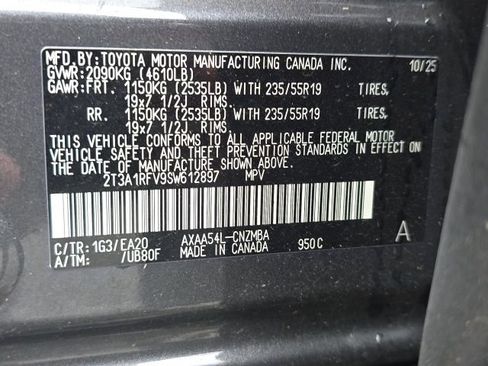 MFD.BY:TOYOTA MOTOR MANUFACTURING CANADA INC. 10/25
GVWR:2090KG (4610LB)
GAWR:FRT. 1150KG (2535LB) WITH 235/55R19 TIRES,
19x7 1/2J RIMS.
RR. 1150KG (2535LB) WITH 235/55R19 TIRES,
19x7 1/2J RIMS.
THIS VEHICLE CONFORMS TO ALL APPLICABLE FEDERAL MOTOR
VEHICLE SAFETY AND THEFT PREVENTION STANDARDS IN EFFECT ON
THE DATE OF MANUFACTURE SHOWN ABOVE.
2T3A1RFV9SW612897 MPV
C/TR:1G3/EA20 AXAA54L-CNZMBA A
A/TM: /UB80F MADE IN CANADA 950C